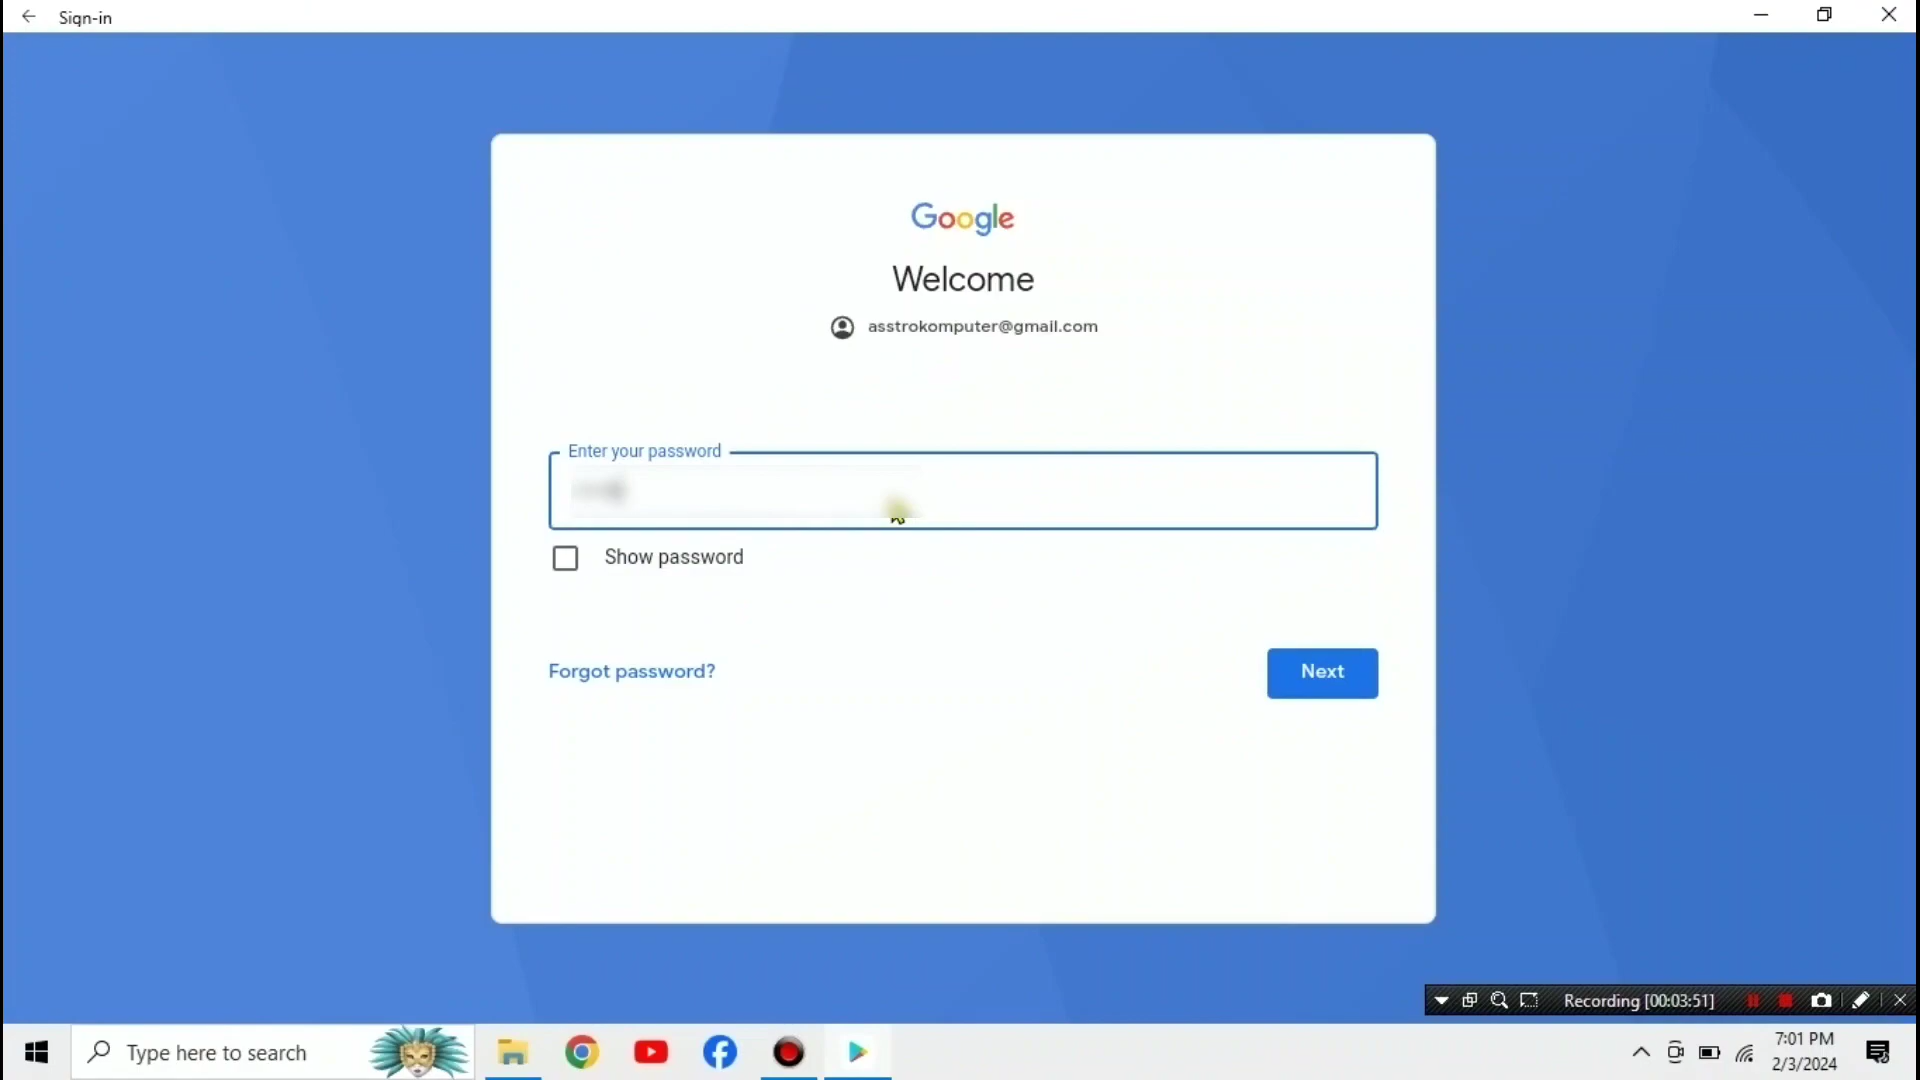 Sign-in
Google
Welcome
asstrokomputer@gmail.com
Enter your password
Show password
Forgot password?
Next
Recording [00:03:51]
Type here to search
7:01 PM
2/3/2024